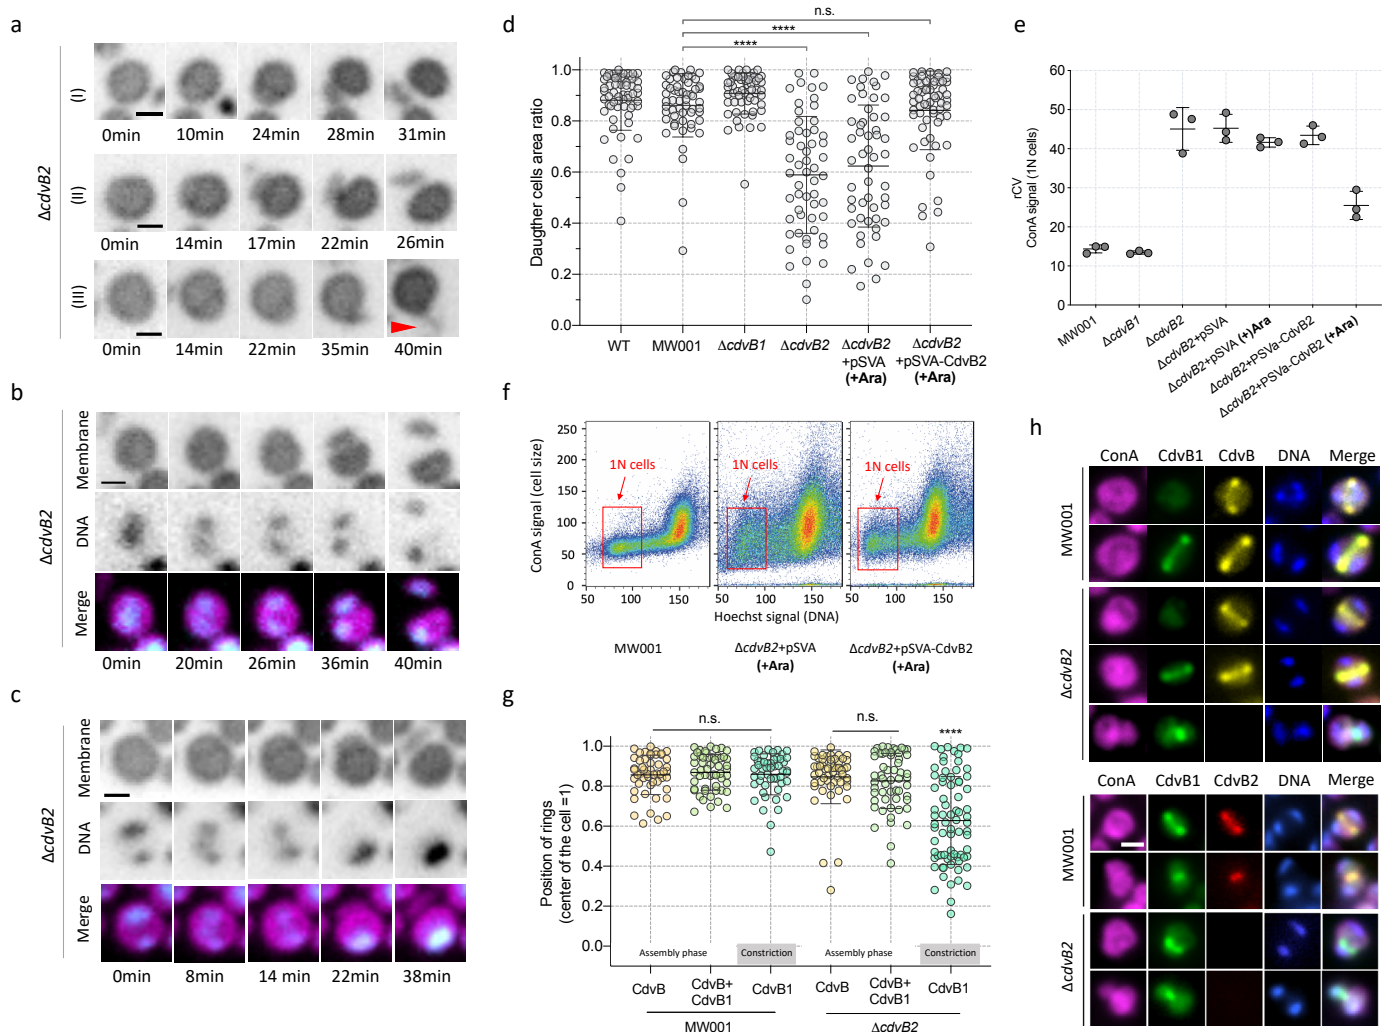 a
ΔcdvB2
(I)
0min 10min 24min 28min 31min
(II)
0min 14min 17min 22min 26min
(III)
0min 14min 22min 35min 40min
b
ΔcdvB2
Membrane
DNA
Merge
0min 20min 26min 36min 40min
c
ΔcdvB2
Membrane
DNA
Merge
0min 8min 14 min 22min 38min
d
n.s.
****
****
Daugther cells area ratio
1.0
0.8
0.6
0.4
0.2
0.0
WT MW001 ΔcdvB1 ΔcdvB2 ΔcdvB2 ΔcdvB2
+pSVA +pSVA-CdvB2
(+Ara) (+Ara)
e
rCV
ConA signal (1N cells)
60
50
40
30
20
10
0
MW001
ΔcdvB1
ΔcdvB2
ΔcdvB2+pSVA
ΔcdvB2+pSVA (+)Ara
ΔcdvB2+PSVa-CdvB2
ΔcdvB2+PSVa-CdvB2 (+Ara)
f
ConA signal (cell size)
250
200
150
100
50
0
1N cells 1N cells 1N cells
50 100 150 50 100 150 50 100 150
Hoechst signal (DNA)
MW001 ΔcdvB2+pSVA ΔcdvB2+pSVA-CdvB2
(+Ara) (+Ara)
g
n.s. n.s. ****
Position of rings
(center of the cell =1)
1.0
0.8
0.6
0.4
0.2
0.0
Assembly phase Constriction Assembly phase Constriction
CdvB CdvB+ CdvB1 CdvB CdvB+ CdvB1
CdvB1 CdvB1
MW001 ΔcdvB2
h
ConA CdvB1 CdvB DNA Merge
MW001
ΔcdvB2
ConA CdvB1 CdvB2 DNA Merge
MW001
ΔcdvB2